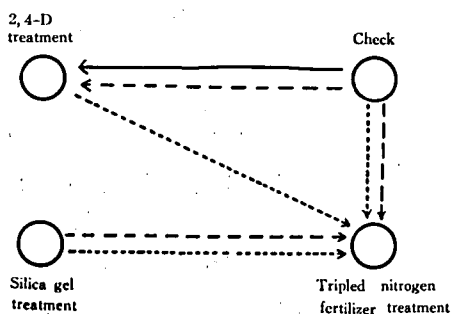 2, 4-D
treatment
Check
Silica gel
treatment
Tripled nitrogen
fertilizer treatment